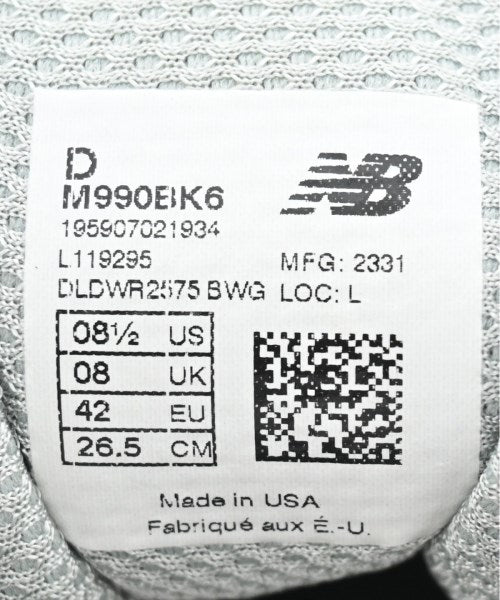 D
NB
M990BK6
195907021934
L119295
MFG: 2331
DLDWR2575 BWG LOC: L
08½ US
08 UK
42 EU
26.5 CM
Made in USA
Fabriqué aux É.-U.